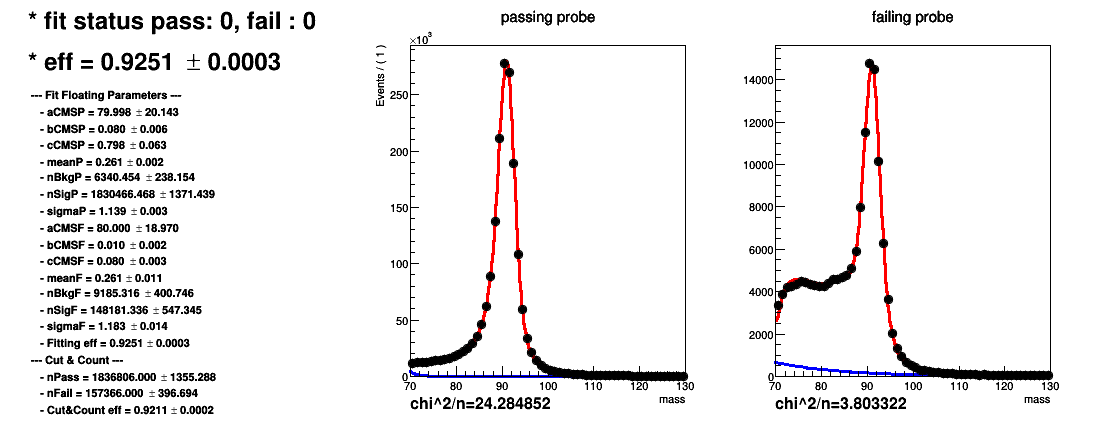 * fit status pass: 0, fail : 0
* eff = 0.9251 ± 0.0003
--- Fit Floating Parameters ---
- aCMSP = 79.998 ± 20.143
- bCMSP = 0.080 ± 0.006
- cCMSP = 0.798 ± 0.063
- meanP = 0.261 ± 0.002
- nBkgP = 6340.454 ± 238.154
- nSigP = 1830466.468 ± 1371.439
- sigmaP = 1.139 ± 0.003
- aCMSF = 80.000 ± 18.970
- bCMSF = 0.010 ± 0.002
- cCMSF = 0.080 ± 0.003
- meanF = 0.261 ± 0.011
- nBkgF = 9185.316 ± 400.746
- nSigF = 148181.336 ± 547.345
- sigmaF = 1.183 ± 0.014
- Fitting eff = 0.9251 ± 0.0003
--- Cut & Count ---
- nPass = 1836806.000 ± 1355.288
- nFail = 157366.000 ± 396.694
- Cut&Count eff = 0.9211 ± 0.0002
passing probe
×10³
Events / ( 1 )
250
200
150
100
50
0
70 80 90 100 110 120 130
mass
chi^2/n=24.284852
failing probe
14000
12000
10000
8000
6000
4000
2000
0
70 80 90 100 110 120 130
mass
chi^2/n=3.803322